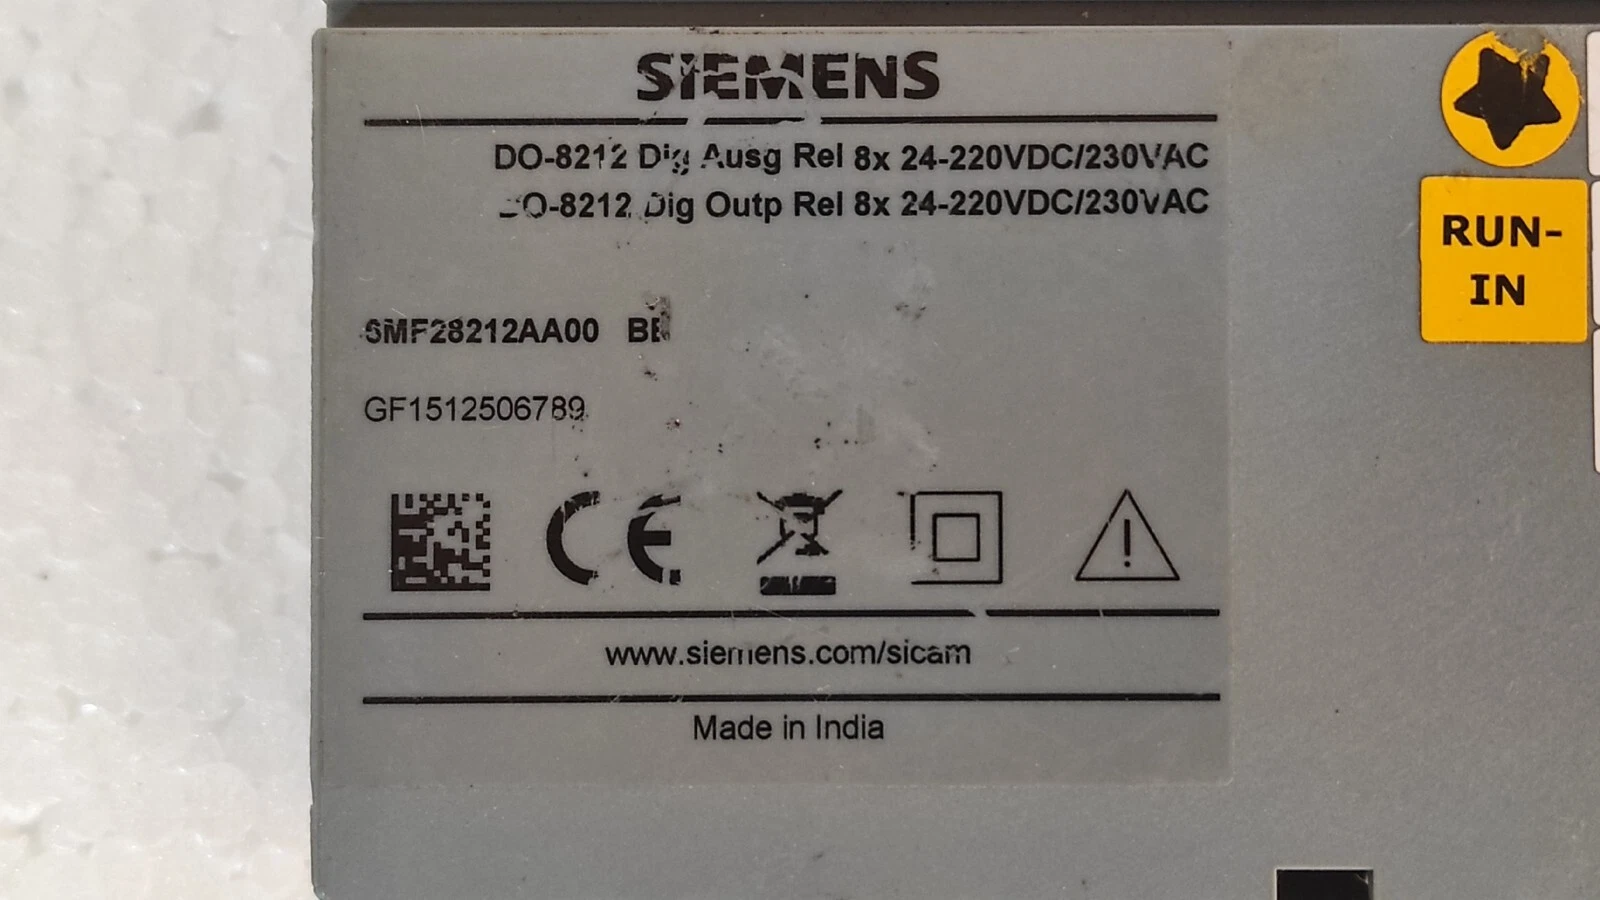 SIEMENS
DO-8212 Dig Ausg Rel 8x 24-220VDC/230VAC
DO-8212 Dig Outp Rel 8x 24-220VDC/230VAC
6MF28212AA00
GF1512506789
CE
www.siemens.com/sicam
Made in India
RUN-
IN